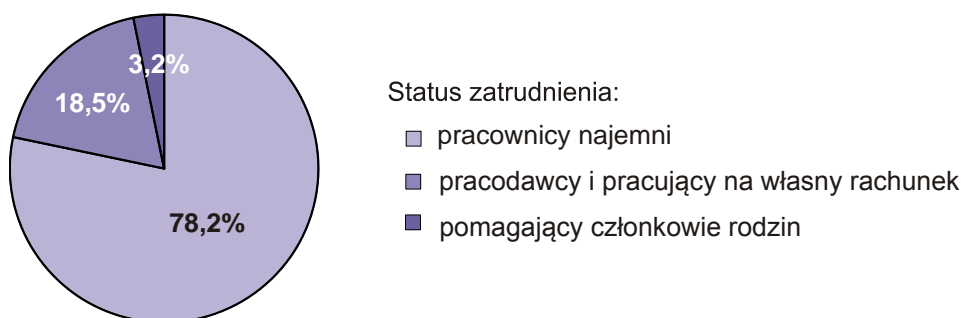 3,2%
18,5%
78,2%
Status zatrudnienia:
pracownicy najemni
pracodawcy i pracujący na własny rachunek
pomagający członkowie rodzin